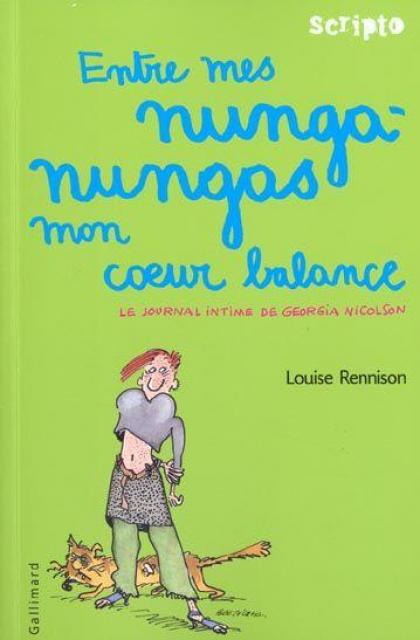 scripto
Entre mes
nunga-
nungas
mon
coeur balance
LE JOURNAL INTIME DE GEORGIA NICOLSON
Louise Rennison
Gallimard